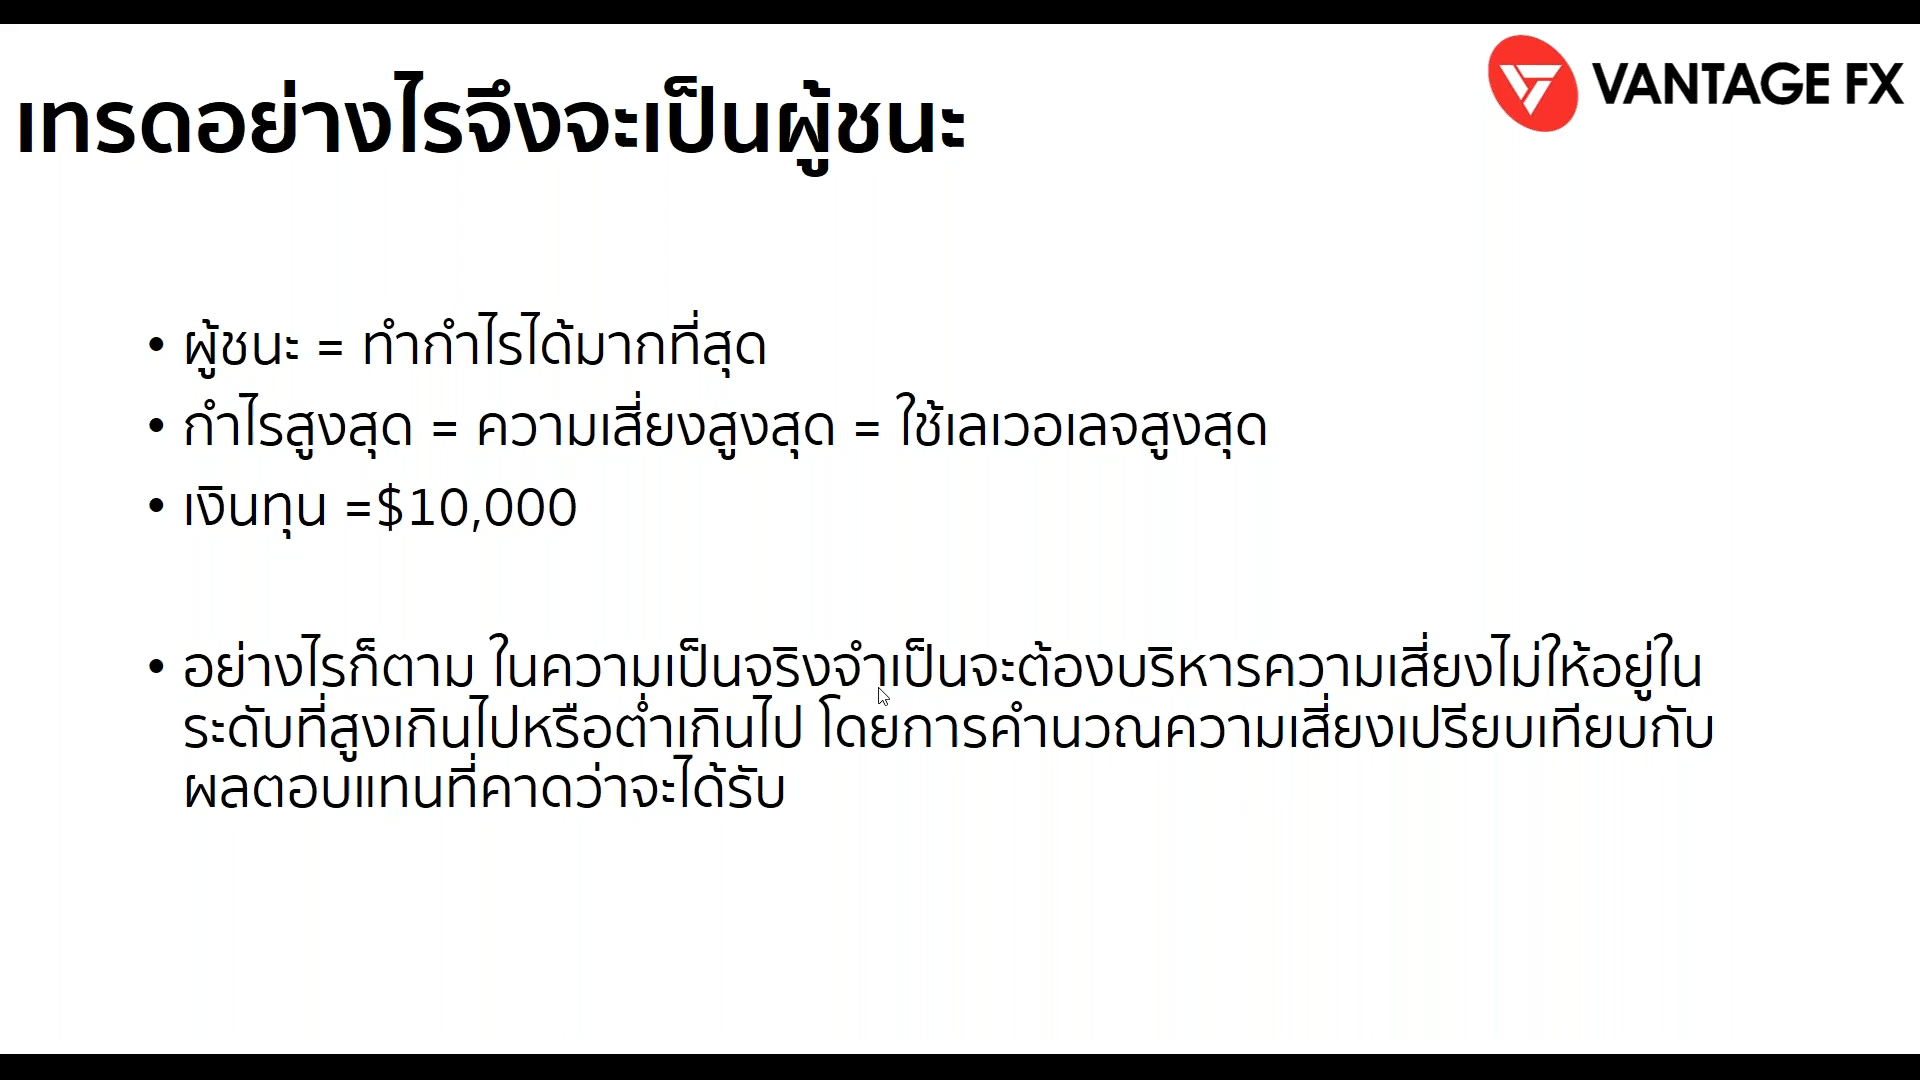 VANTAGE FX
เทรดอย่างไรจึงจะเป็นผู้ชนะ
• ผู้ชนะ = ทำกำไรได้มากที่สุด
• กำไรสูงสุด = ความเสี่ยงสูงสุด = ใช้เลเวอเลจสูงสุด
• เงินทุน =$10,000
• อย่างไรก็ตาม ในความเป็นจริงจำเป็นจะต้องบริหารความเสี่ยงไม่ให้อยู่ใน
ระดับที่สูงเกินไปหรือต่ำเกินไป โดยการคำนวณความเสี่ยงเปรียบเทียบกับ
ผลตอบแทนที่คาดว่าจะได้รับ